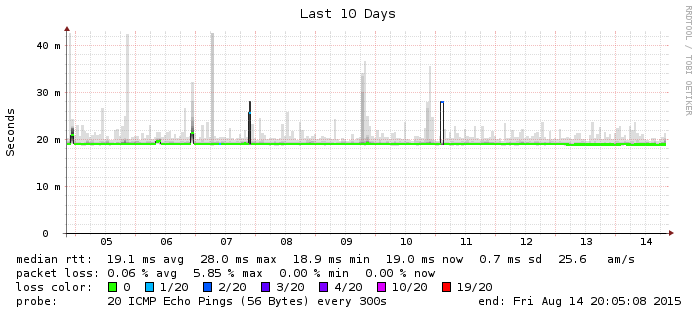 Last 10 Days
RRDTOOL / TOBI OETIKER
Seconds
40 m
30 m
20 m
10 m
0
05 06 07 08 09 10 11 12 13 14
median rtt: 19.1 ms avg 28.0 ms max 18.9 ms min 19.0 ms now 0.7 ms sd 25.6 am/s
packet loss: 0.06 % avg 5.85 % max 0.00 % min 0.00 % now
loss color: 0 1/20 2/20 3/20 4/20 10/20 19/20
probe: 20 ICMP Echo Pings (56 Bytes) every 300s end: Fri Aug 14 20:05:08 2015